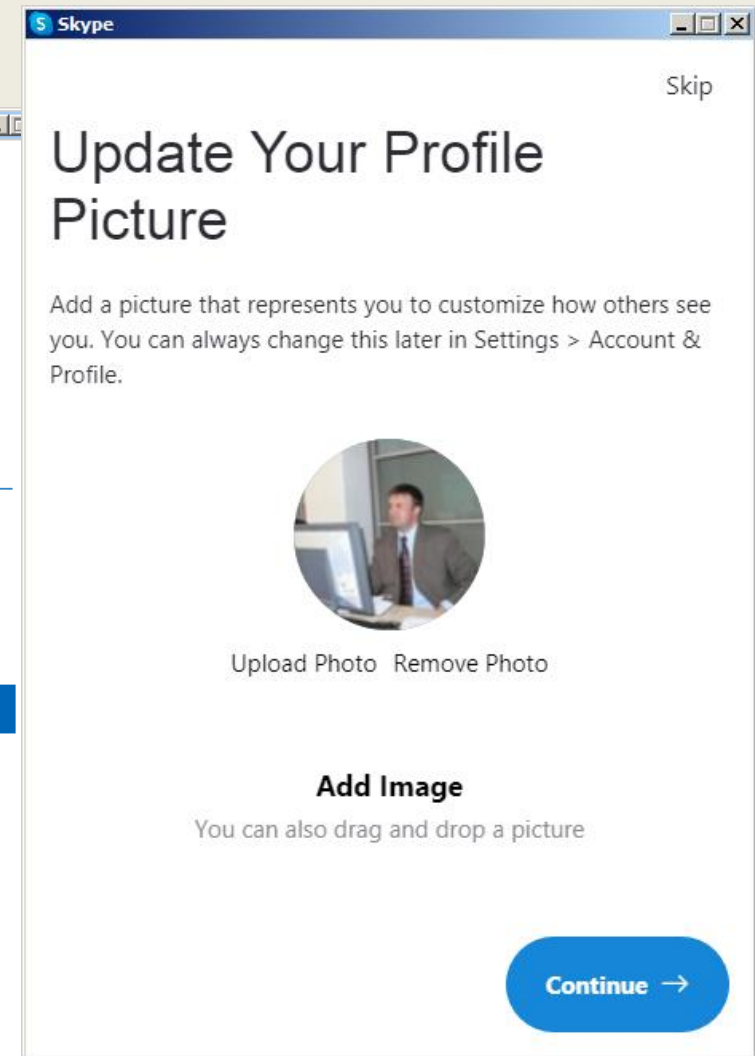 Skype
Skip
Update Your Profile
Picture
Add a picture that represents you to customize how others see
you. You can always change this later in Settings > Account &
Profile.
Upload Photo Remove Photo
Add Image
You can also drag and drop a picture
Continue →